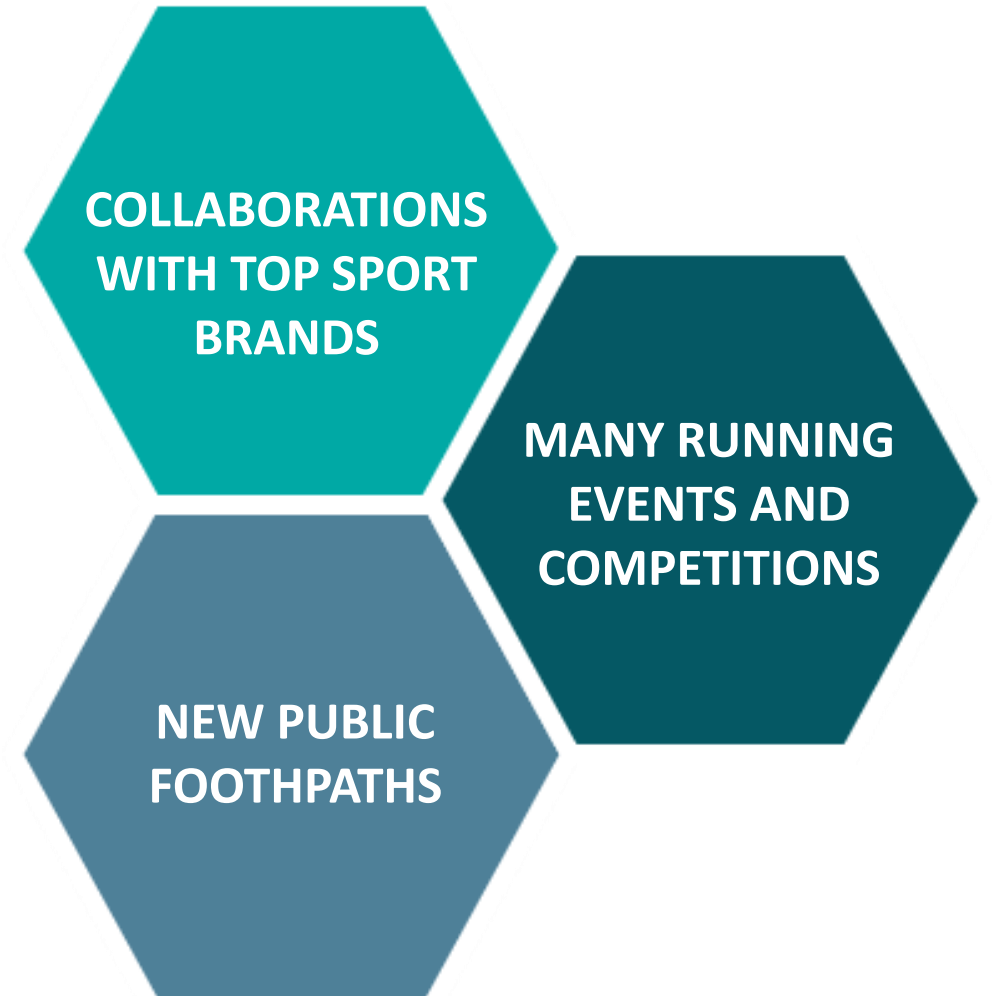 COLLABORATIONS
WITH TOP SPORT
BRANDS
MANY RUNNING
EVENTS AND
COMPETITIONS
NEW PUBLIC
FOOTHPATHS